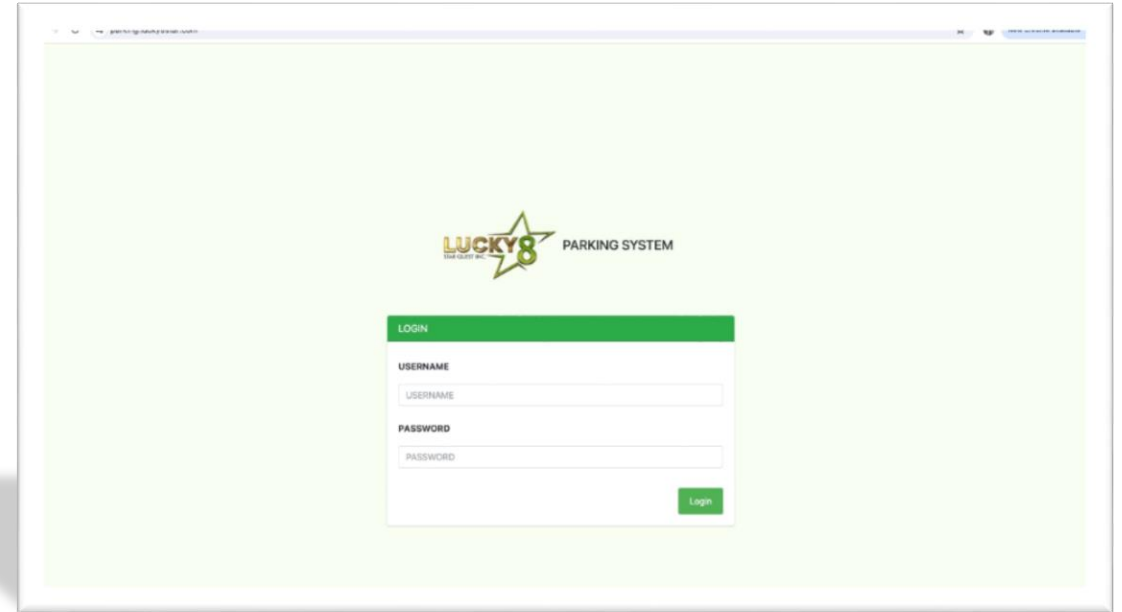 LUCKY8
STAR QUEST INC.
PARKING SYSTEM
LOGIN
USERNAME
USERNAME
PASSWORD
PASSWORD
Login